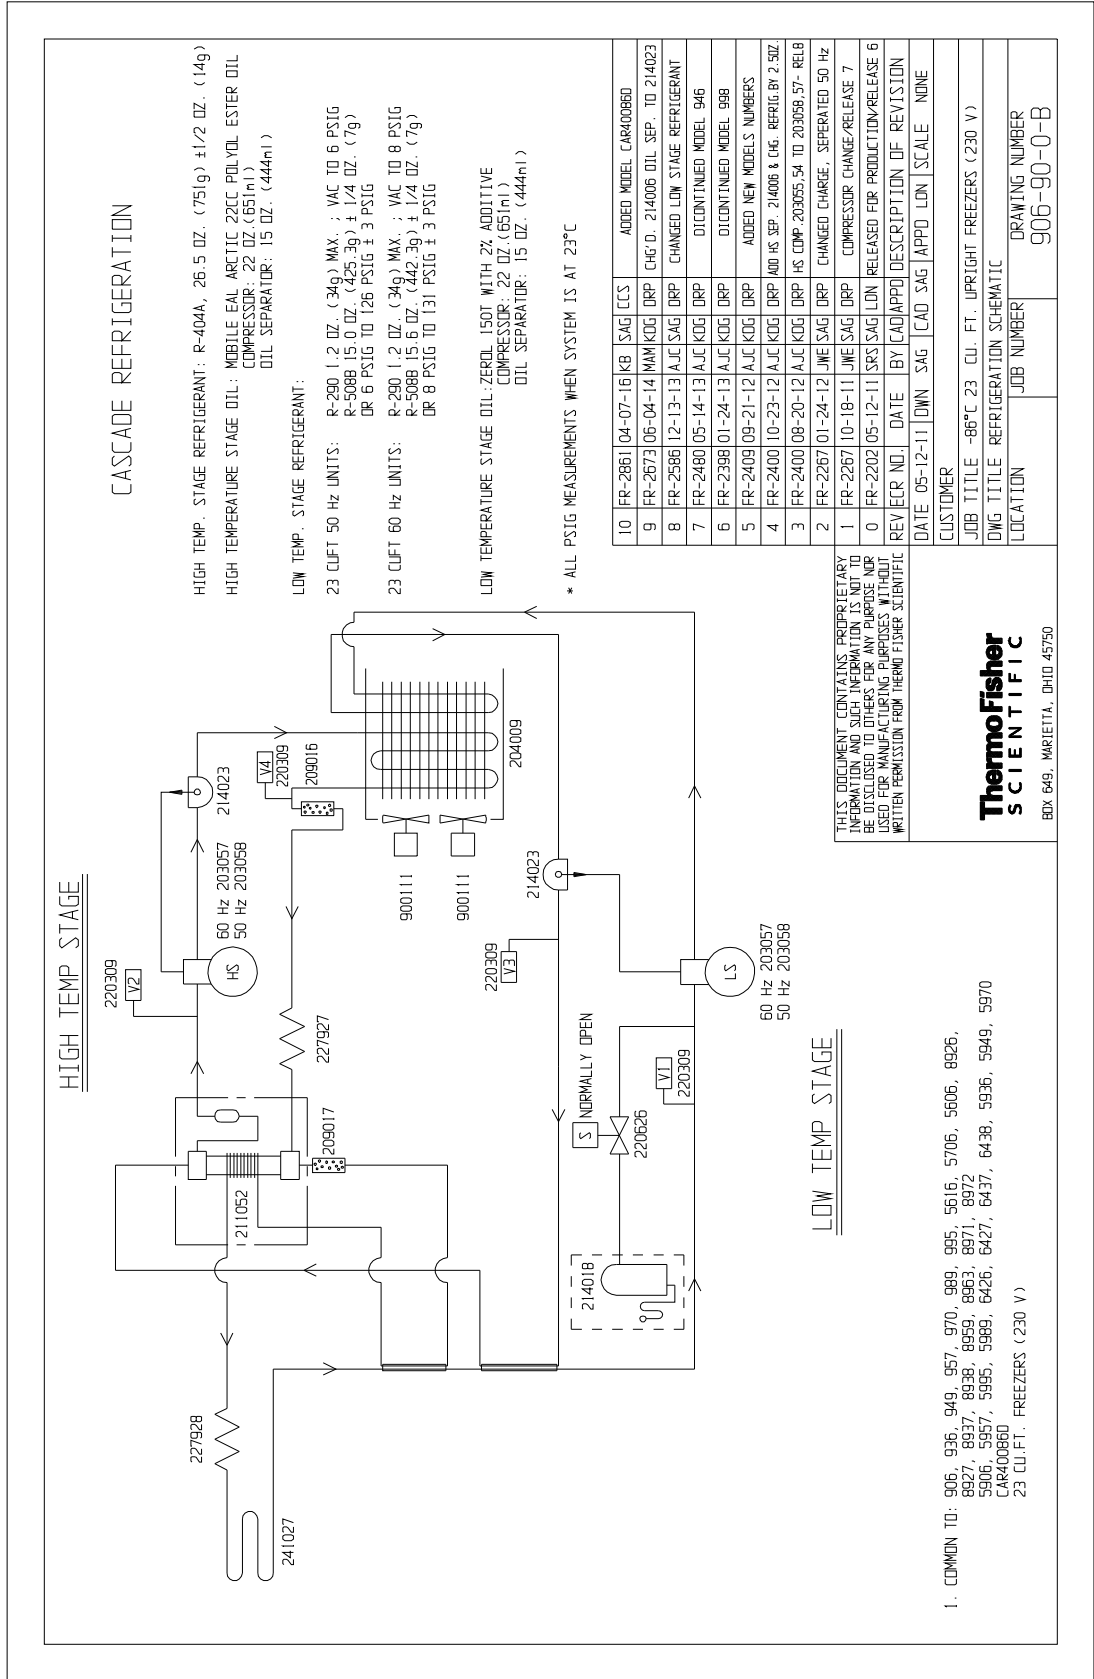 CASCADE REFRIGERATION
HIGH TEMP. STAGE REFRIGERANT: R-404A, 26.5 OZ. (751g) ±1/2 OZ. (14g)
HIGH TEMPERATURE STAGE OIL: MOBILE EAL ARCTIC 22CC POLYOL ESTER OIL
COMPRESSOR: 22 OZ.(651ml)
OIL SEPARATOR: 15 OZ. (444ml)
LOW TEMP. STAGE REFRIGERANT:
23 CUFT 50 Hz UNITS: R-290 1.2 OZ. (34g) MAX. ; VAC TO 6 PSIG
R-508B 15.0 OZ. (425.3g) ± 1/4 OZ. (7g)
OR 6 PSIG TO 126 PSIG ± 3 PSIG
23 CUFT 60 Hz UNITS: R-290 1.2 OZ. (34g) MAX. ; VAC TO 8 PSIG
R-508B 15.6 OZ. (442.3g) ± 1/4 OZ. (7g)
OR 8 PSIG TO 131 PSIG ± 3 PSIG
LOW TEMPERATURE STAGE OIL:ZEROL 150T WITH 2% ADDITIVE
COMPRESSOR: 22 OZ.(651ml)
OIL SEPARATOR: 15 OZ. (444ml)
* ALL PSIG MEASUREMENTS WHEN SYSTEM IS AT 23°C
HIGH TEMP STAGE
220309
V2
HS
60 Hz 203057
50 Hz 203058
214023
V4
220309
209016
204009
900111
900111
227927
209017
211052
227928
241027
214023
220309
V3
S NORMALLY OPEN
220626
21401B
V1
220309
LS
60 Hz 203057
50 Hz 203058
LOW TEMP STAGE
1. COMMON TO: 906, 936, 949, 957, 970, 989, 995, 5616, 5706, 5606, 8926,
8927, 8937, 8938, 8959, 8963, 8971, 8972
5906, 5957, 5995, 5989, 6426, 6427, 6437, 6438, 5936, 5949, 5970
CAR40086D
23 CU.FT. FREEZERS (230 V)
10 FR-2861 04-07-16 KB SAG CCS ADDED MODEL CAR40086D
9 FR-2673 06-04-14 MAM KDG DRP CHG'D. 214006 OIL SEP. TO 214023
8 FR-2586 12-13-13 AJC SAG DRP CHANGED LOW STAGE REFRIGERANT
7 FR-2480 05-14-13 AJC KDG DRP DICONTINUED MODEL 946
6 FR-2398 01-24-13 AJC KDG DRP DICONTINUED MODEL 998
5 FR-2409 09-21-12 AJC KDG DRP ADDED NEW MODELS NUMBERS
4 FR-2400 10-23-12 AJC KDG DRP ADD HS SEP. 214006 & CHG. REFRIG.BY 2.5OZ.
3 FR-2400 08-20-12 AJC KDG DRP HS COMP.203055,54 TO 203058,57- REL8
2 FR-2267 01-24-12 JWE SAG DRP CHANGED CHARGE, SEPERATED 50 Hz
1 FR-2267 10-18-11 JWE SAG DRP COMPRESSOR CHANGE/RELEASE 7
0 FR-2202 05-12-11 SRS SAG LDN RELEASED FOR PRODUCTION/RELEASE 6
REV ECR NO. DATE BY CAD APPD DESCRIPTION OF REVISION
DATE 05-12-11 DWN SAG CAD SAG APPD LDN SCALE NONE
CUSTOMER
JOB TITLE -86°C 23 CU. FT. UPRIGHT FREEZERS (230 V)
DWG TITLE REFRIGERATION SCHEMATIC
LOCATION JOB NUMBER DRAWING NUMBER
906-90-0-B
THIS DOCUMENT CONTAINS PROPRIETARY
INFORMATION AND SUCH INFORMATION IS NOT TO
BE DISCLOSED TO OTHERS FOR ANY PURPOSE NOR
USED FOR MANUFACTURING PURPOSES WITHOUT
WRITTEN PERMISSION FROM THERMO FISHER SCIENTIFIC
ThermoFisher
SCIENTIFIC
BOX 649, MARIETTA, OHIO 45750